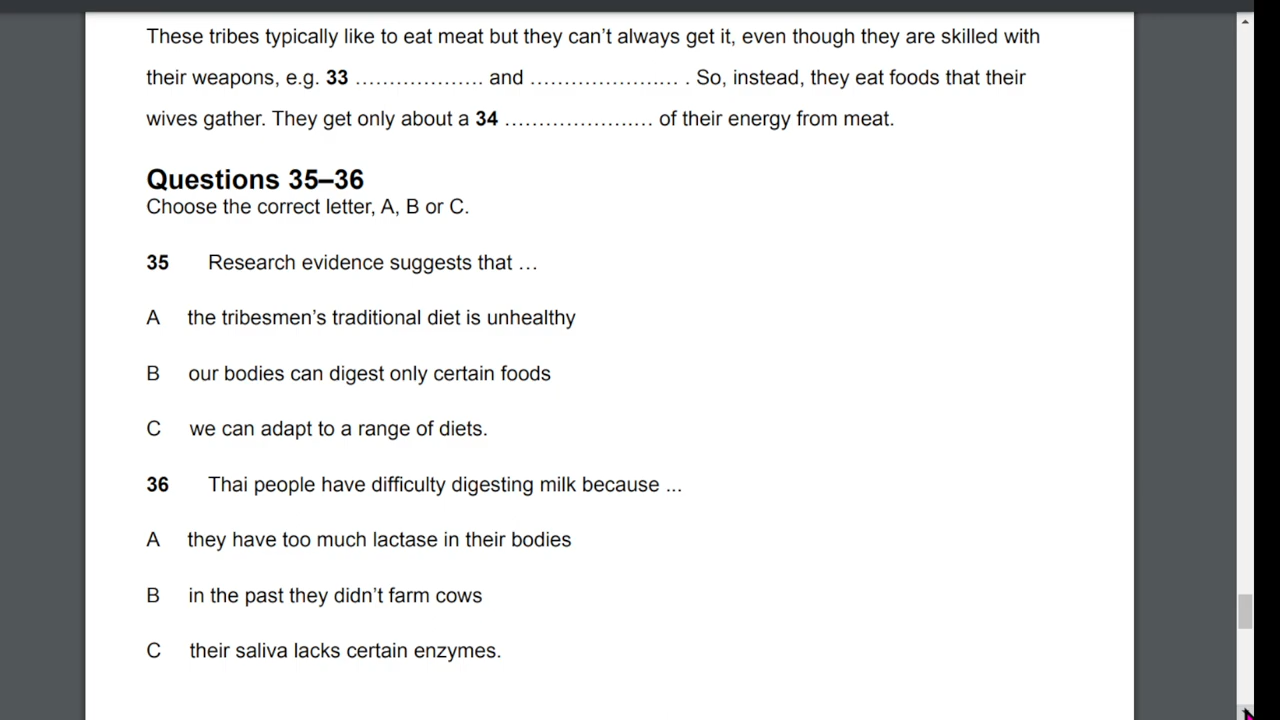 These tribes typically like to eat meat but they can’t always get it, even though they are skilled with
their weapons, e.g. 33 ………………. and …………………. . So, instead, they eat foods that their
wives gather. They get only about a 34 …………………. of their energy from meat.
Questions 35–36
Choose the correct letter, A, B or C.
35 Research evidence suggests that …
A the tribesmen’s traditional diet is unhealthy
B our bodies can digest only certain foods
C we can adapt to a range of diets.
36 Thai people have difficulty digesting milk because ...
A they have too much lactase in their bodies
B in the past they didn’t farm cows
C their saliva lacks certain enzymes.